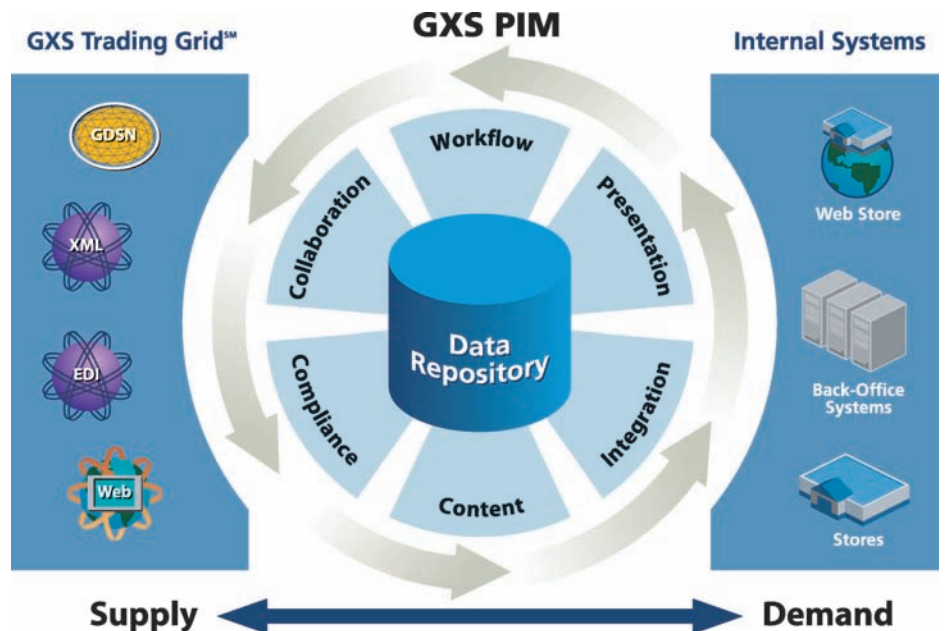 GXS PIM
GXS Trading Grid℠
Internal Systems
GDSN
XML
EDI
Web
Workflow
Presentation
Integration
Content
Compliance
Collaboration
Data
Repository
Web Store
Back-Office
Systems
Stores
Supply
Demand